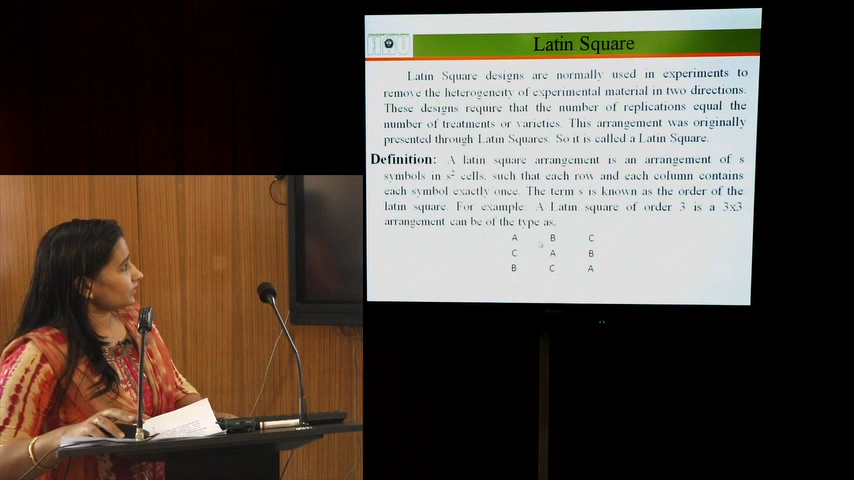 Latin Square
Latin Square designs are normally used in experiments to
remove the heterogeneity of experimental material in two directions.
These designs require that the number of replications equal the
number of treatments or varieties. This arrangement was originally
presented through Latin Squares. So it is called a Latin Square.
Definition: A latin square arrangement is an arrangement of s
symbols in s² cells, such that each row and each column contains
each symbol exactly once. The term s is known as the order of the
latin square. For example: A Latin square of order 3 is a 3x3
arrangement can be of the type as,
A B C
C A B
B C A